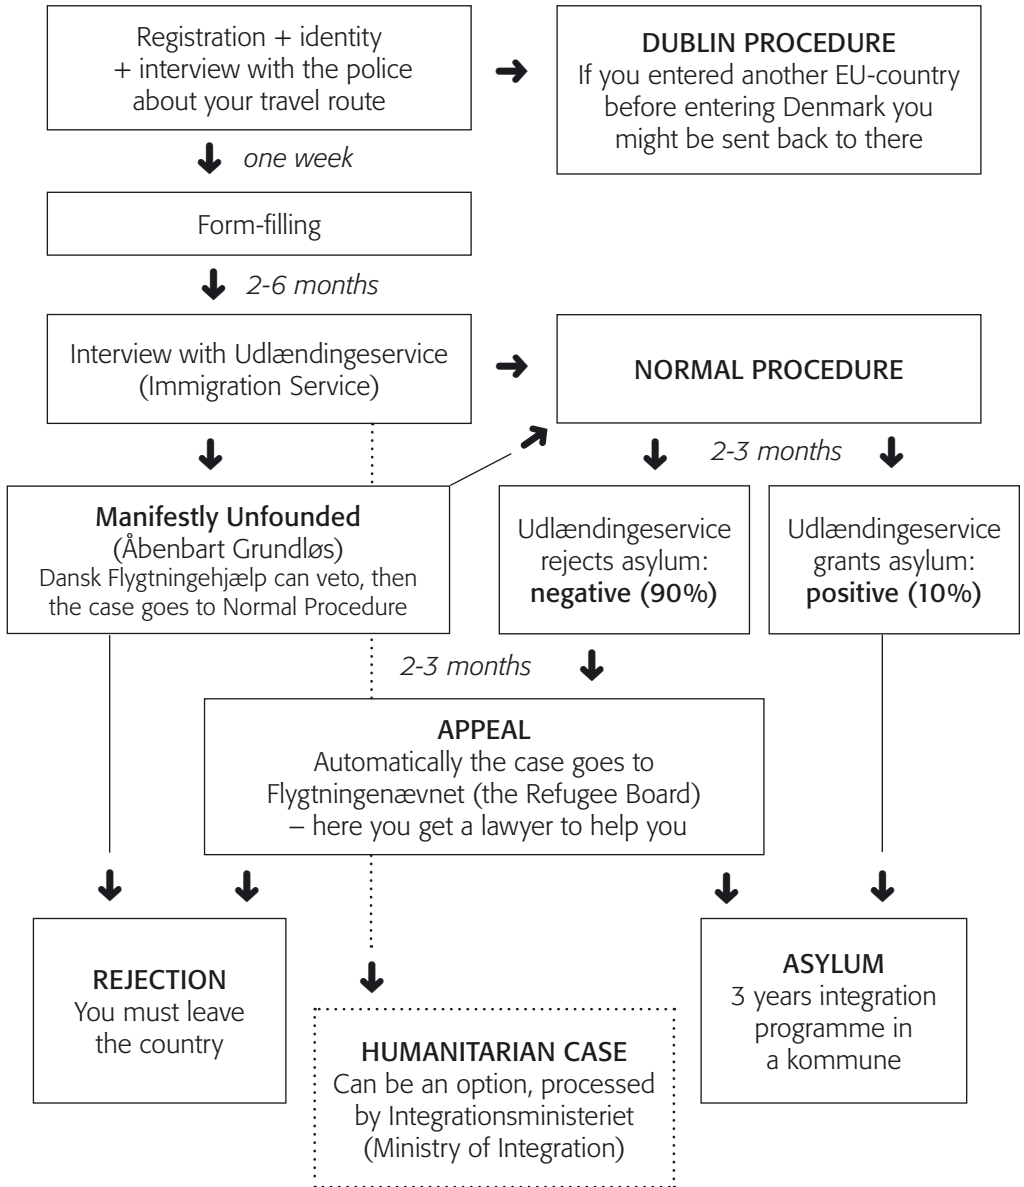 Registration + identity
+ interview with the police
about your travel route
DUBLIN PROCEDURE
If you entered another EU-country
before entering Denmark you
might be sent back to there
one week
Form-filling
2-6 months
Interview with Udlændingeservice
(Immigration Service)
NORMAL PROCEDURE
2-3 months
Manifestly Unfounded
(Åbenbart Grundløs)
Dansk Flygtningehjælp can veto, then
the case goes to Normal Procedure
Udlændingeservice
rejects asylum:
negative (90%)
Udlændingeservice
grants asylum:
positive (10%)
2-3 months
APPEAL
Automatically the case goes to
Flygtningenævnet (the Refugee Board)
– here you get a lawyer to help you
REJECTION
You must leave
the country
HUMANITARIAN CASE
Can be an option, processed
by Integrationsministeriet
(Ministry of Integration)
ASYLUM
3 years integration
programme in
a kommune